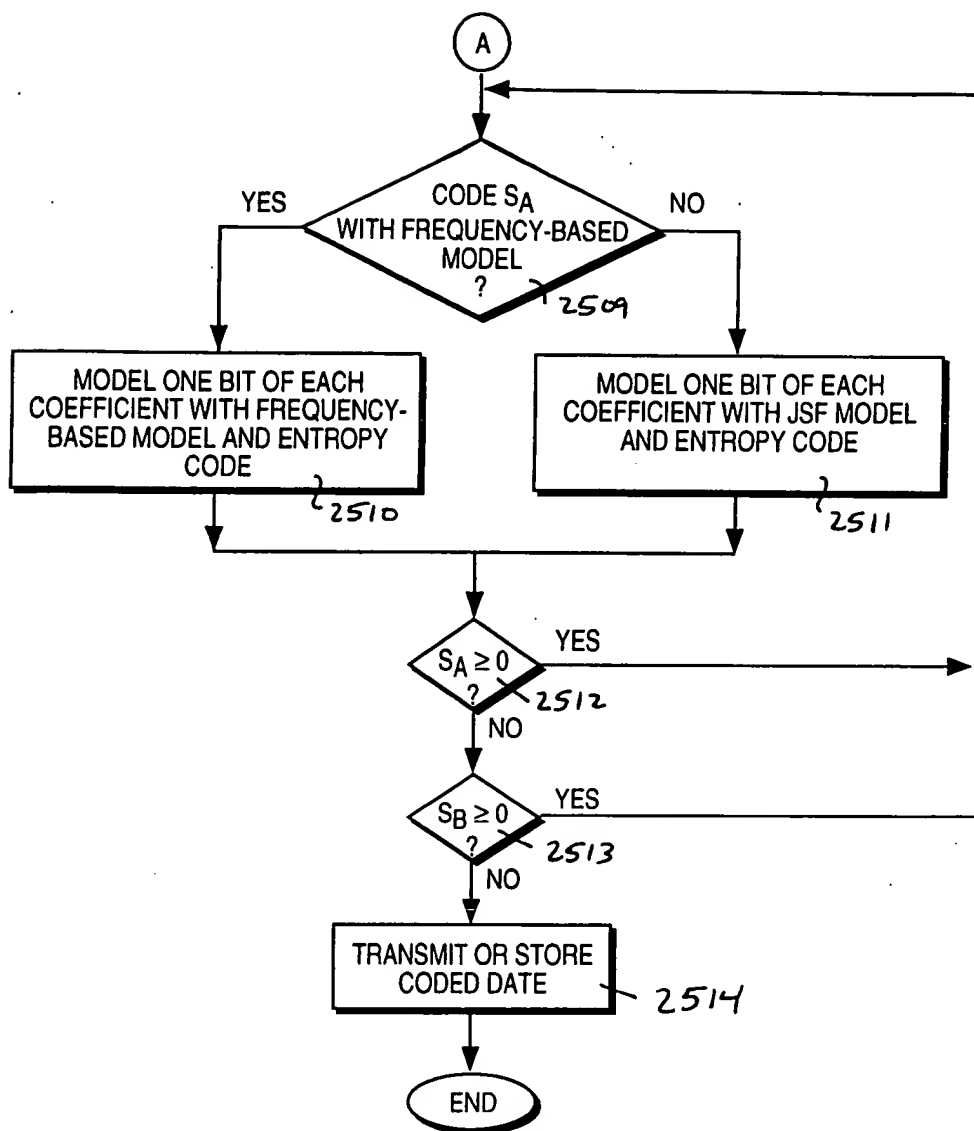 A
YES
CODE SA
WITH FREQUENCY-BASED
MODEL
?
NO
2509
MODEL ONE BIT OF EACH
COEFFICIENT WITH FREQUENCY-
BASED MODEL AND ENTROPY
CODE
2510
MODEL ONE BIT OF EACH
COEFFICIENT WITH JSF MODEL
AND ENTROPY CODE
2511
SA ≥ 0
?
YES
2512
NO
SB ≥ 0
?
YES
2513
NO
TRANSMIT OR STORE
CODED DATE
2514
END